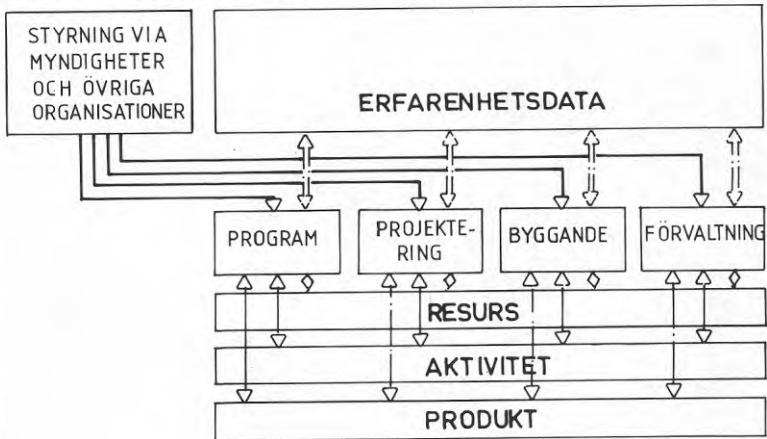 STYRNING VIA
MYNDIGHETER
OCH ÖVRIGA
ORGANISATIONER
ERFARENHETSDATA
PROGRAM
PROJEKTE-
RING
BYGGANDE
FÖRVALTNING
RESURS
AKTIVITET
PRODUKT